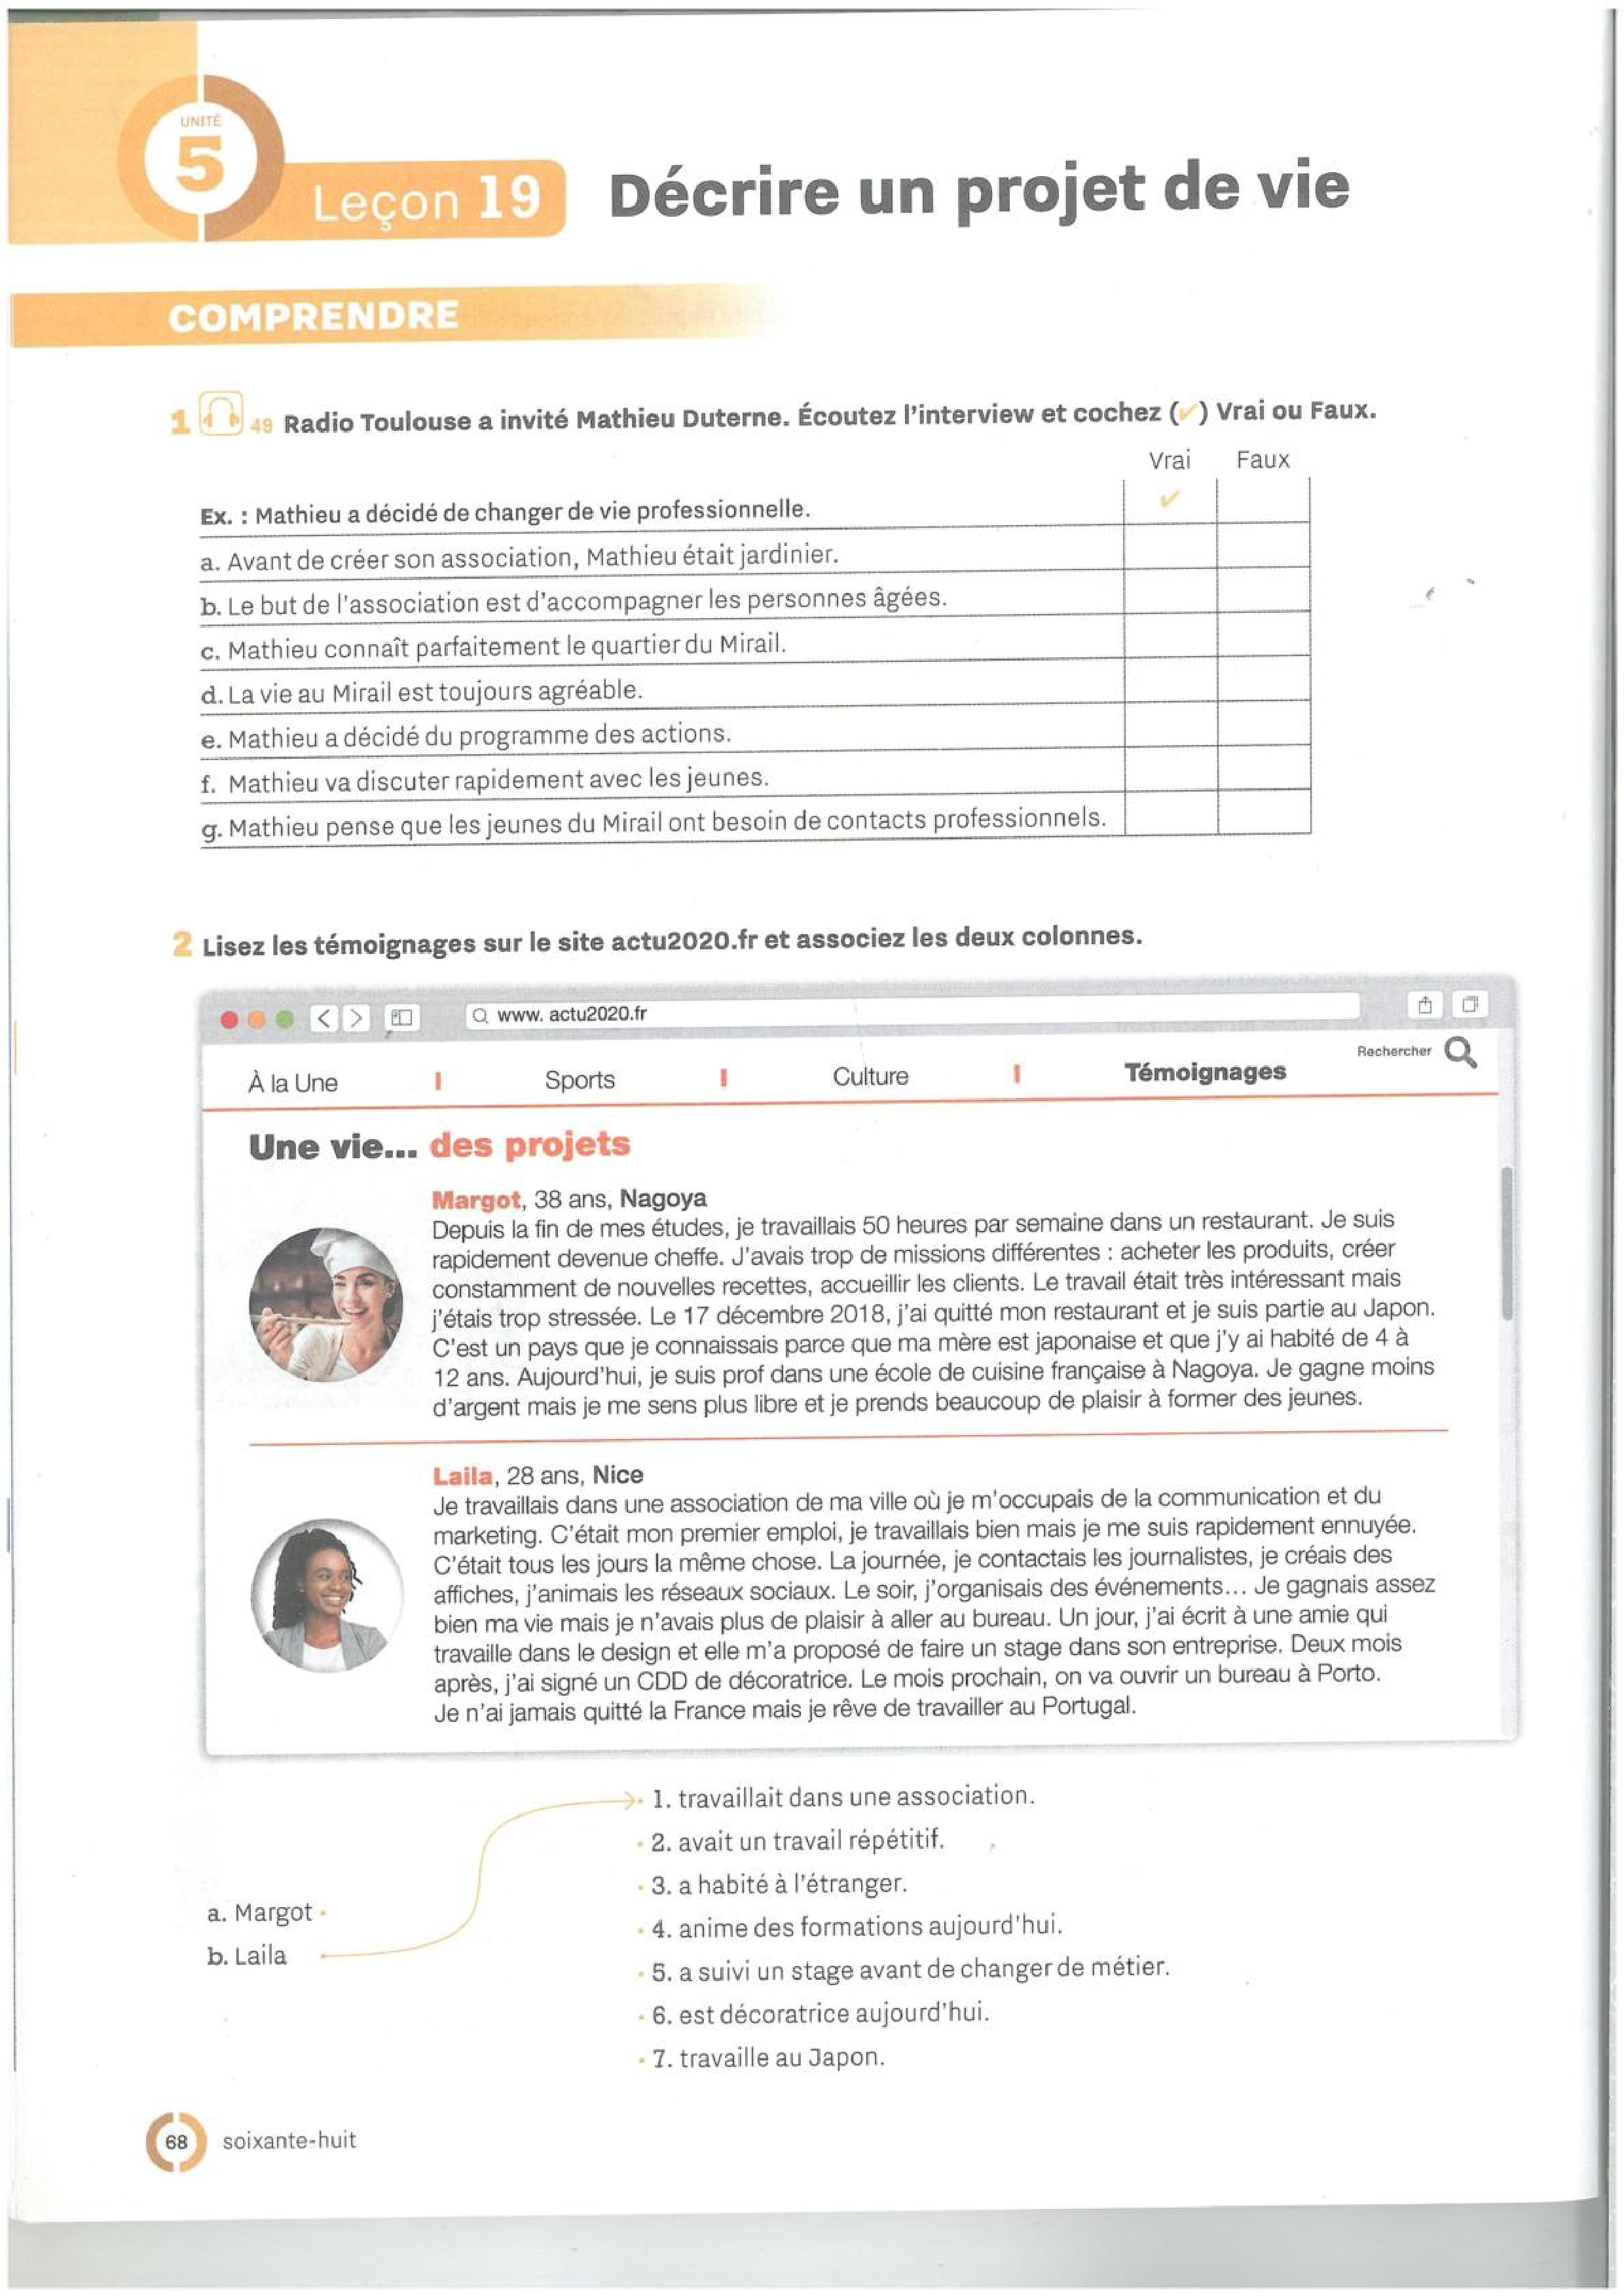 UNITÉ
5
Leçon 19
Décrire un projet de vie
COMPRENDRE
1 49 Radio Toulouse a invité Mathieu Duterne. Écoutez l'interview et cochez (✓) Vrai ou Faux.
Vrai Faux
Ex. : Mathieu a décidé de changer de vie professionnelle. ✓
a. Avant de créer son association, Mathieu était jardinier.
b. Le but de l'association est d'accompagner les personnes âgées.
c. Mathieu connaît parfaitement le quartier du Mirail.
d. La vie au Mirail est toujours agréable.
e. Mathieu a décidé du programme des actions.
f. Mathieu va discuter rapidement avec les jeunes.
g. Mathieu pense que les jeunes du Mirail ont besoin de contacts professionnels.
2 Lisez les témoignages sur le site actu2020.fr et associez les deux colonnes.
www. actu2020.fr
Rechercher
À la Une Sports Culture Témoignages
Une vie... des projets
Margot, 38 ans, Nagoya
Depuis la fin de mes études, je travaillais 50 heures par semaine dans un restaurant. Je suis
rapidement devenue cheffe. J'avais trop de missions différentes : acheter les produits, créer
constamment de nouvelles recettes, accueillir les clients. Le travail était très intéressant mais
j'étais trop stressée. Le 17 décembre 2018, j'ai quitté mon restaurant et je suis partie au Japon.
C'est un pays que je connaissais parce que ma mère est japonaise et que j'y ai habité de 4 à
12 ans. Aujourd'hui, je suis prof dans une école de cuisine française à Nagoya. Je gagne moins
d'argent mais je me sens plus libre et je prends beaucoup de plaisir à former des jeunes.
Laila, 28 ans, Nice
Je travaillais dans une association de ma ville où je m'occupais de la communication et du
marketing. C'était mon premier emploi, je travaillais bien mais je me suis rapidement ennuyée.
C'était tous les jours la même chose. La journée, je contactais les journalistes, je créais des
affiches, j'animais les réseaux sociaux. Le soir, j'organisais des événements... Je gagnais assez
bien ma vie mais je n'avais plus de plaisir à aller au bureau. Un jour, j'ai écrit à une amie qui
travaille dans le design et elle m'a proposé de faire un stage dans son entreprise. Deux mois
après, j'ai signé un CDD de décoratrice. Le mois prochain, on va ouvrir un bureau à Porto.
Je n'ai jamais quitté la France mais je rêve de travailler au Portugal.
a. Margot
b. Laila
1. travaillait dans une association.
2. avait un travail répétitif.
3. a habité à l'étranger.
4. anime des formations aujourd'hui.
5. a suivi un stage avant de changer de métier.
6. est décoratrice aujourd'hui.
7. travaille au Japon.
68 soixante-huit